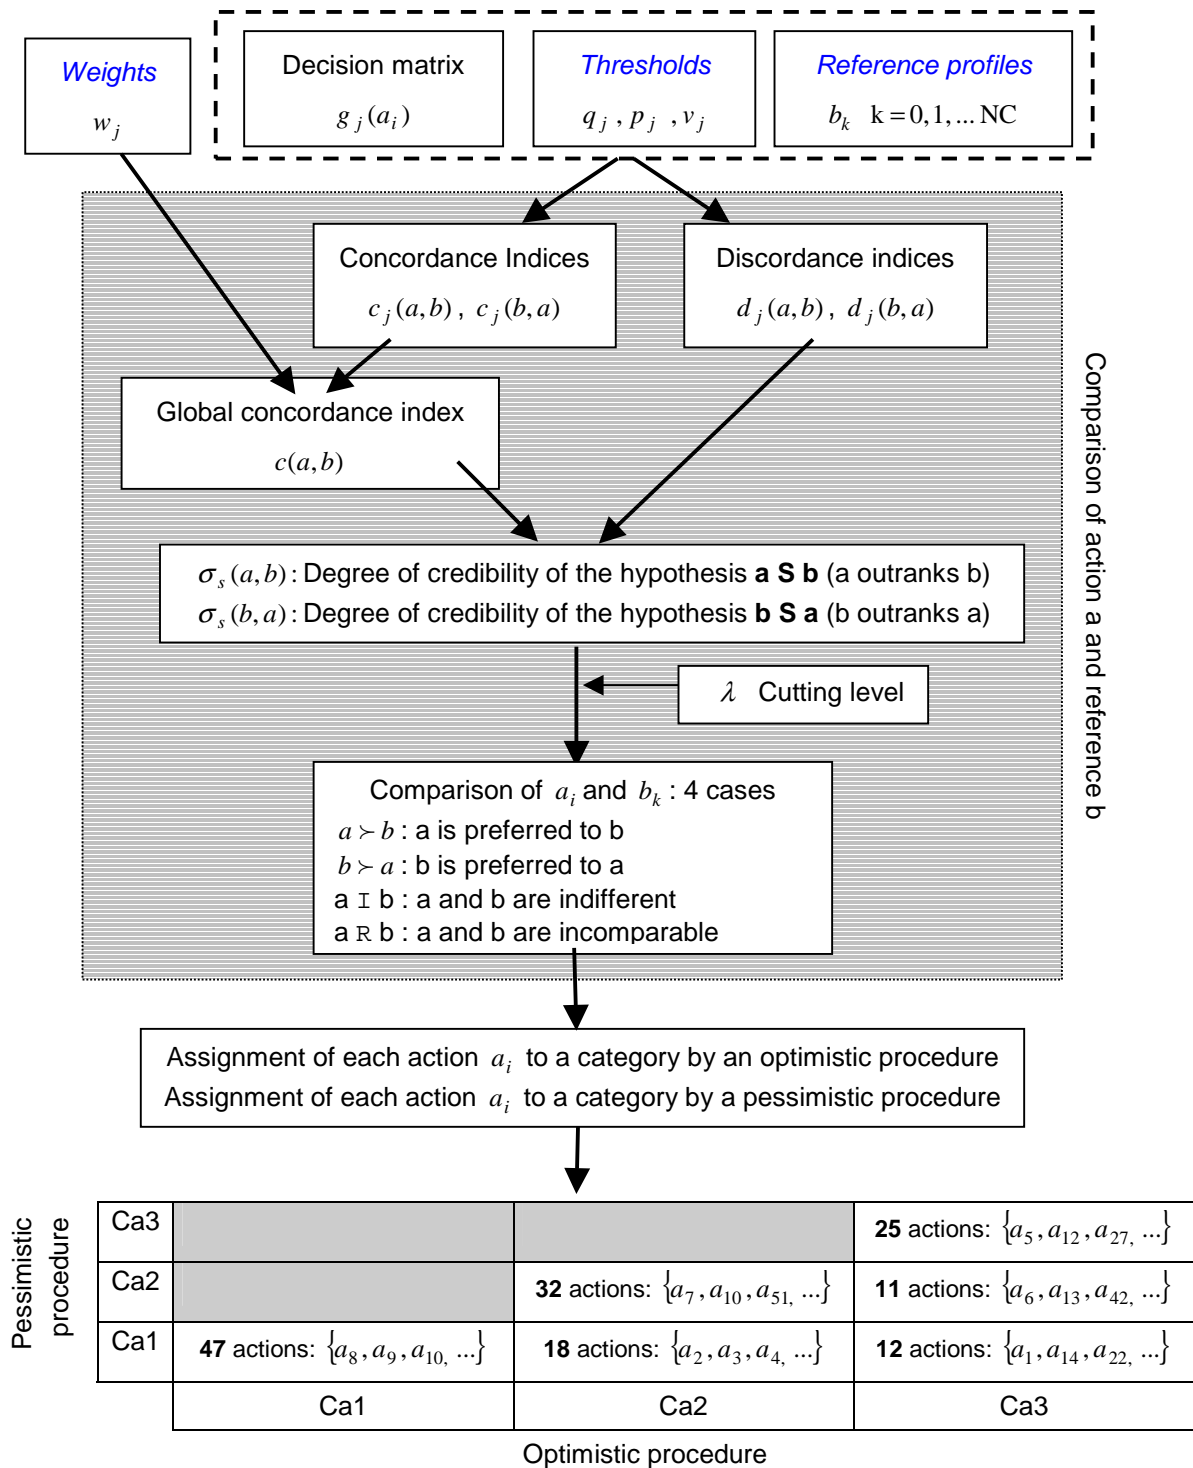 Weights
w_j
Decision matrix
g_j(a_i)
Thresholds
q_j , p_j , v_j
Reference profiles
b_k k = 0,1,... NC
Concordance Indices
c_j(a,b) , c_j(b,a)
Discordance indices
d_j(a,b) , d_j(b,a)
Global concordance index
c(a,b)
σ_s(a,b) : Degree of credibility of the hypothesis a S b (a outranks b)
σ_s(b,a) : Degree of credibility of the hypothesis b S a (b outranks a)
λ Cutting level
Comparison of a_i and b_k : 4 cases
a ≻ b : a is preferred to b
b ≻ a : b is preferred to a
a I b : a and b are indifferent
a R b : a and b are incomparable
Comparison of action a and reference b
Assignment of each action a_i to a category by an optimistic procedure
Assignment of each action a_i to a category by a pessimistic procedure
Pessimistic
procedure
Ca3
25 actions: {a_5, a_12, a_27, ...}
Ca2
32 actions: {a_7, a_10, a_51, ...}
11 actions: {a_6, a_13, a_42, ...}
Ca1
47 actions: {a_8, a_9, a_10, ...}
18 actions: {a_2, a_3, a_4, ...}
12 actions: {a_1, a_14, a_22, ...}
Ca1
Ca2
Ca3
Optimistic procedure